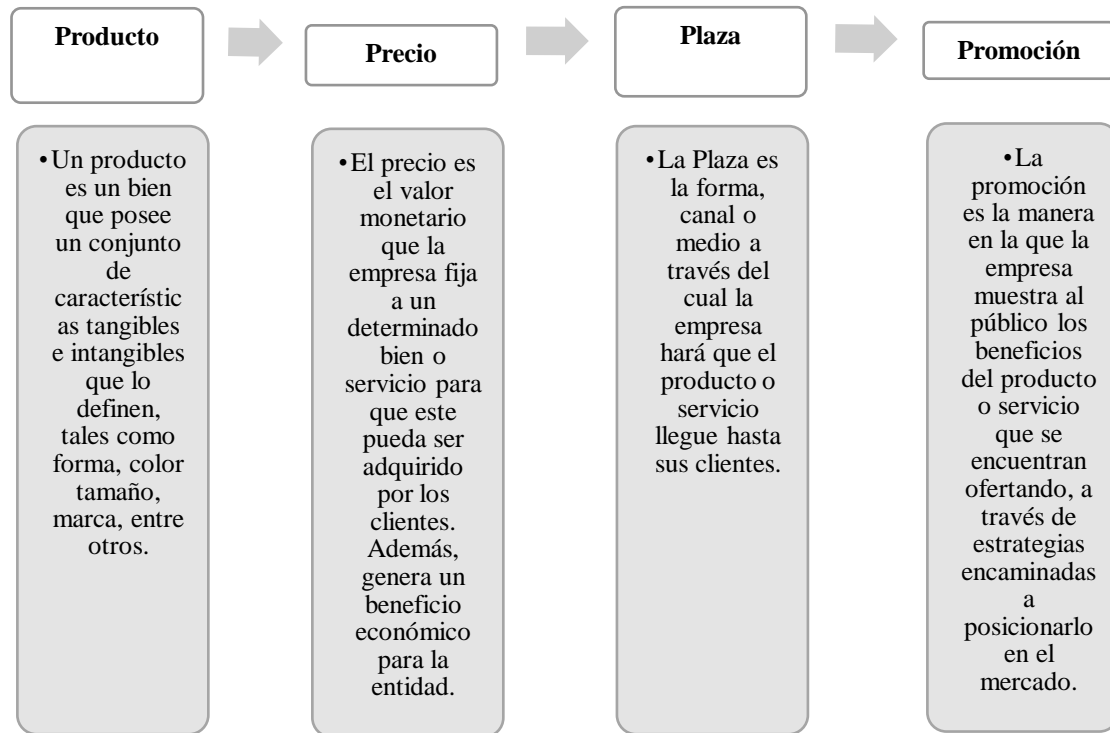 Producto
Precio
Plaza
Promoción
•Un producto
es un bien
que posee
un conjunto
de
característic
as tangibles
e intangibles
que lo
definen,
tales como
forma, color
tamaño,
marca, entre
otros.
•El precio es
el valor
monetario
que la
empresa fija
a un
determinado
bien o
servicio para
que este
pueda ser
adquirido
por los
clientes.
Además,
genera un
beneficio
económico
para la
entidad.
•La Plaza es
la forma,
canal o
medio a
través del
cual la
empresa
hará que el
producto o
servicio
llegue hasta
sus clientes.
•La
promoción
es la manera
en la que la
empresa
muestra al
público los
beneficios
del producto
o servicio
que se
encuentran
ofertando, a
través de
estrategias
encaminadas
a
posicionarlo
en el
mercado.